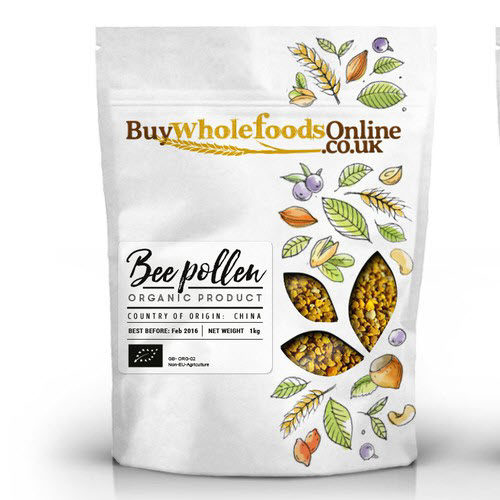 BuyWholefoodsOnline
.co.uk
Bee pollen
ORGANIC PRODUCT
COUNTRY OF ORIGIN: CHINA
BEST BEFORE: Feb 2016 | NET WEIGHT 1kg
GB- ORG-02
Non-EU-Agriculture